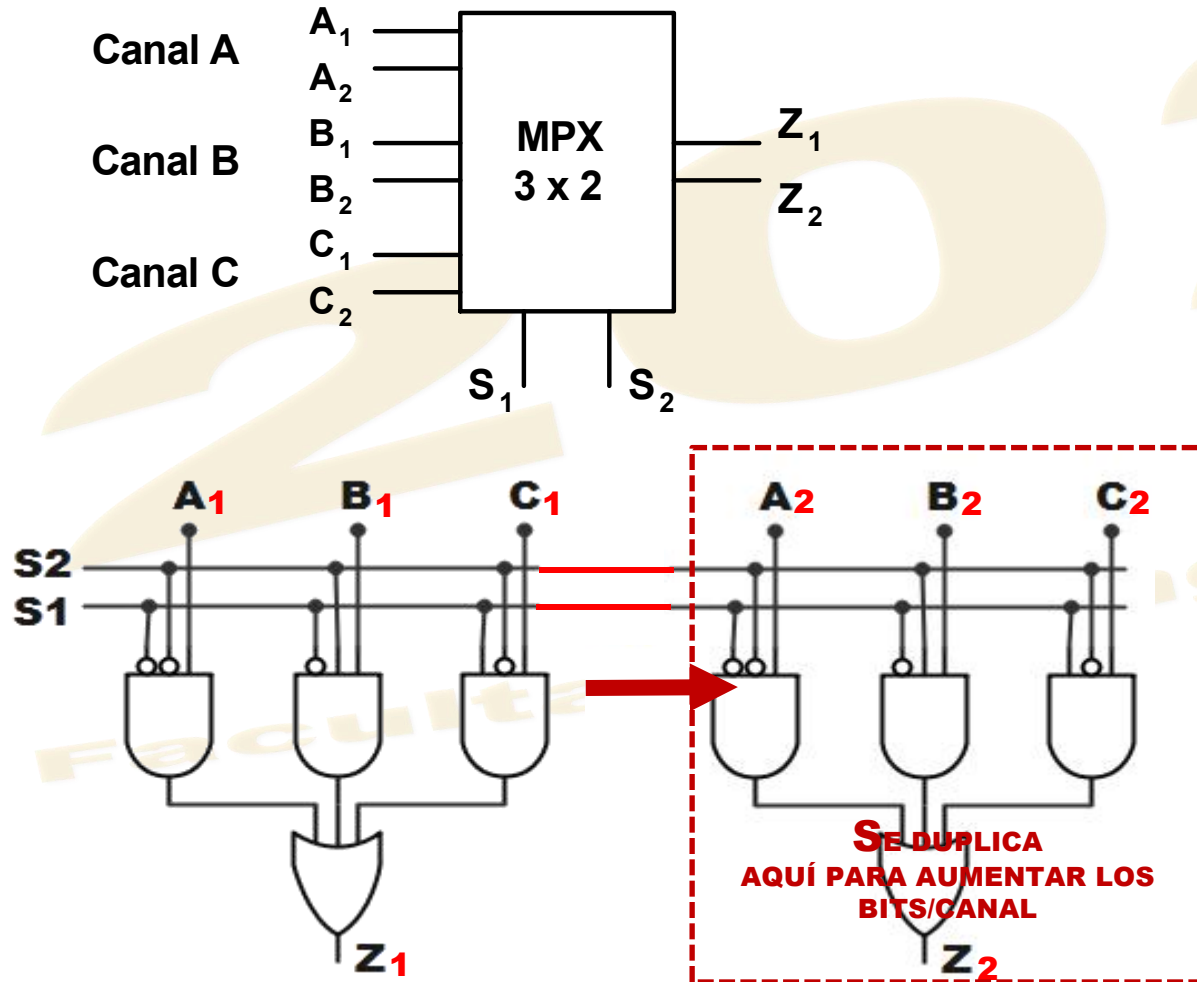 Canal A
A1
A2
Canal B
B1
B2
Canal C
C1
C2
MPX
3 x 2
Z1
Z2
S1
S2
A1
B1
C1
A2
B2
C2
S2
S1
SE DUPLICA
AQUÍ PARA AUMENTAR LOS
BITS/CANAL
Z1
Z2